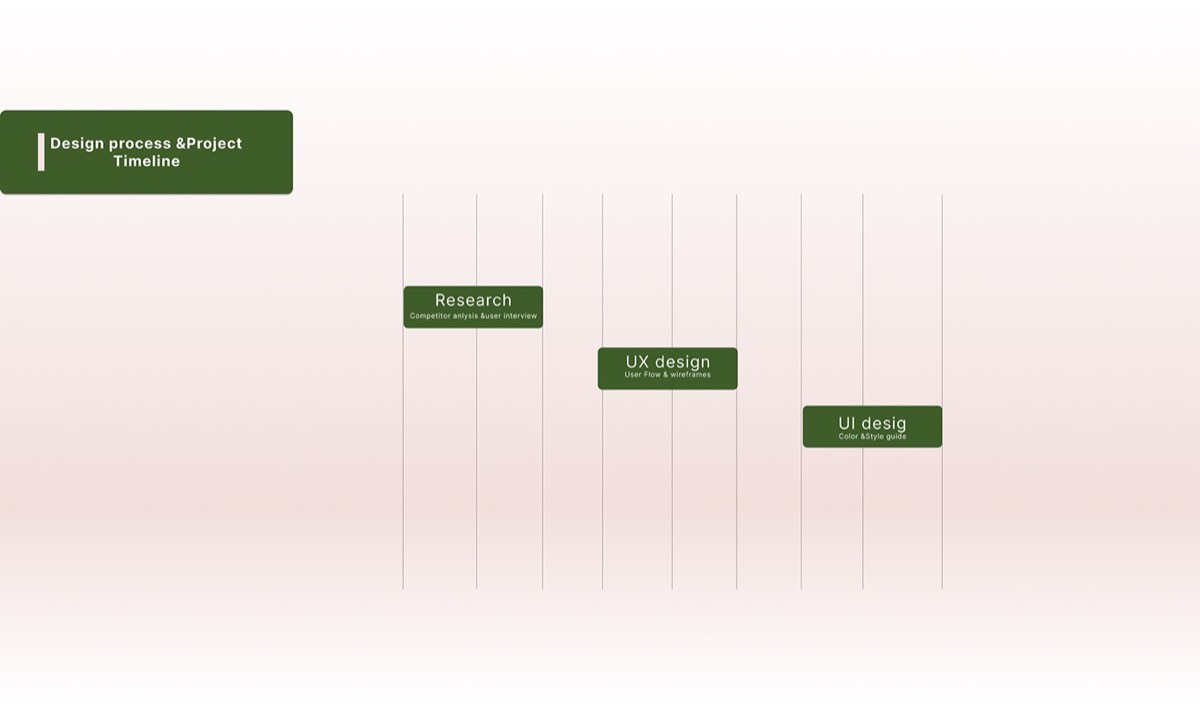 Design process &Project
Timeline
Research
Competitor anlysis &user interview
UX design
User Flow & wireframes
UI desig
Color &Style guide